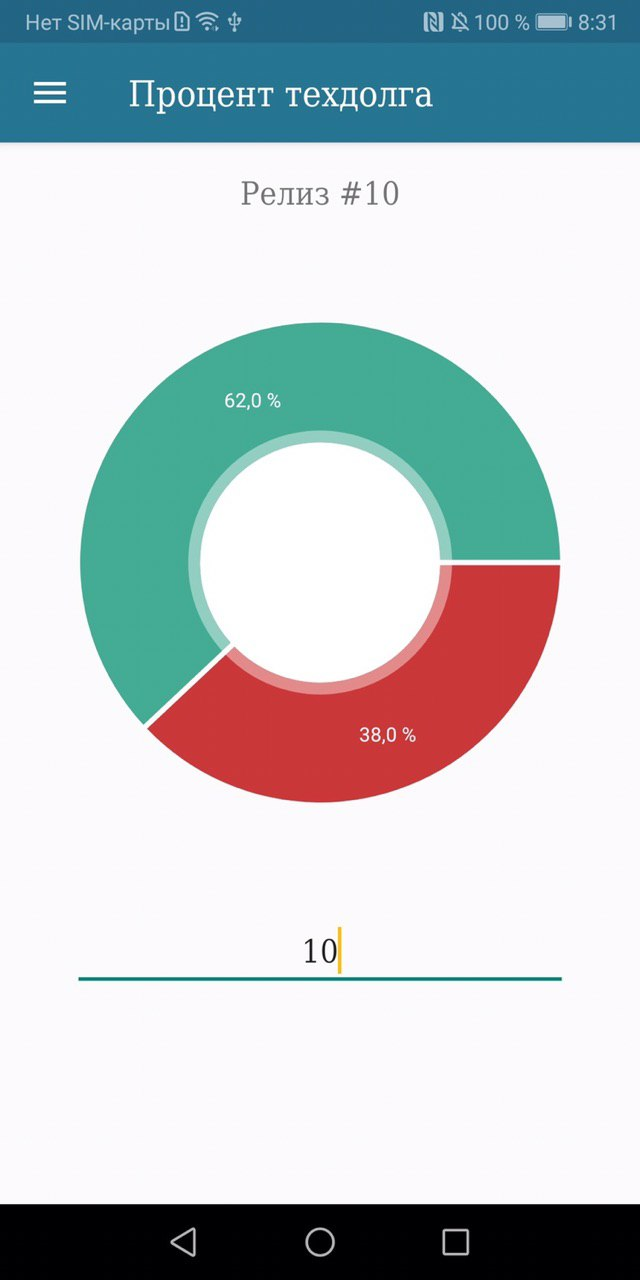 Нет SIM-карты 100 % 8:31
Процент техдолга
Релиз #10
62,0 %
38,0 %
10